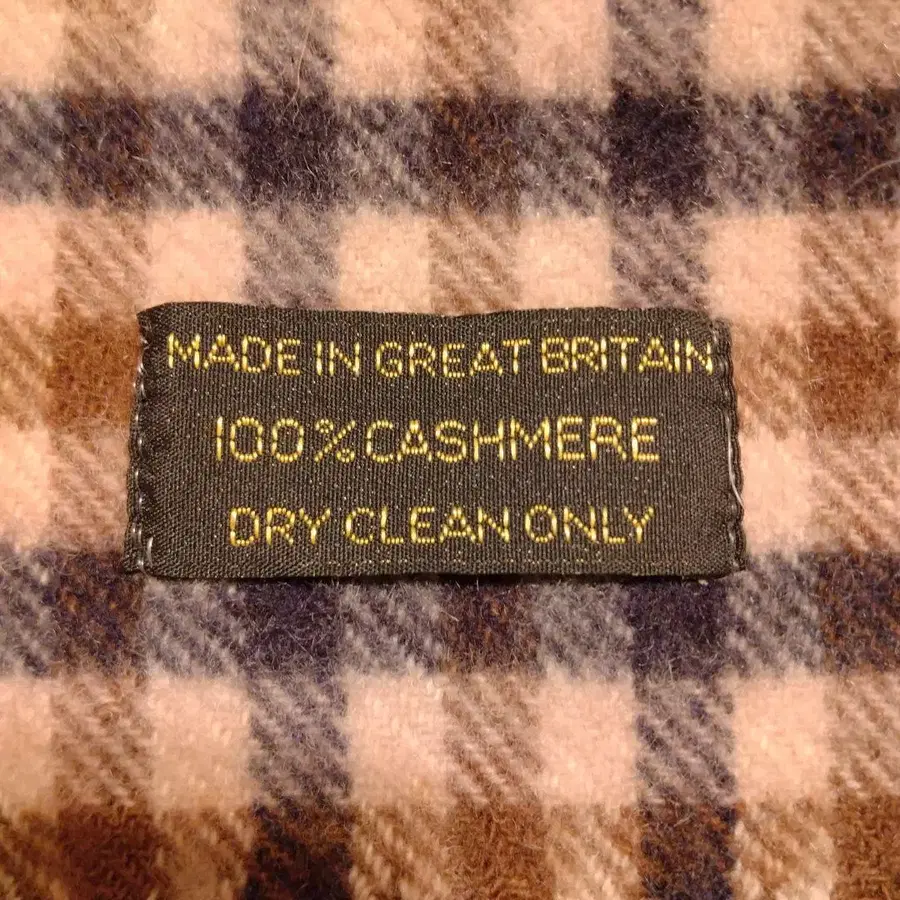 MADE IN GREAT BRITAIN
100% CASHMERE
DRY CLEAN ONLY